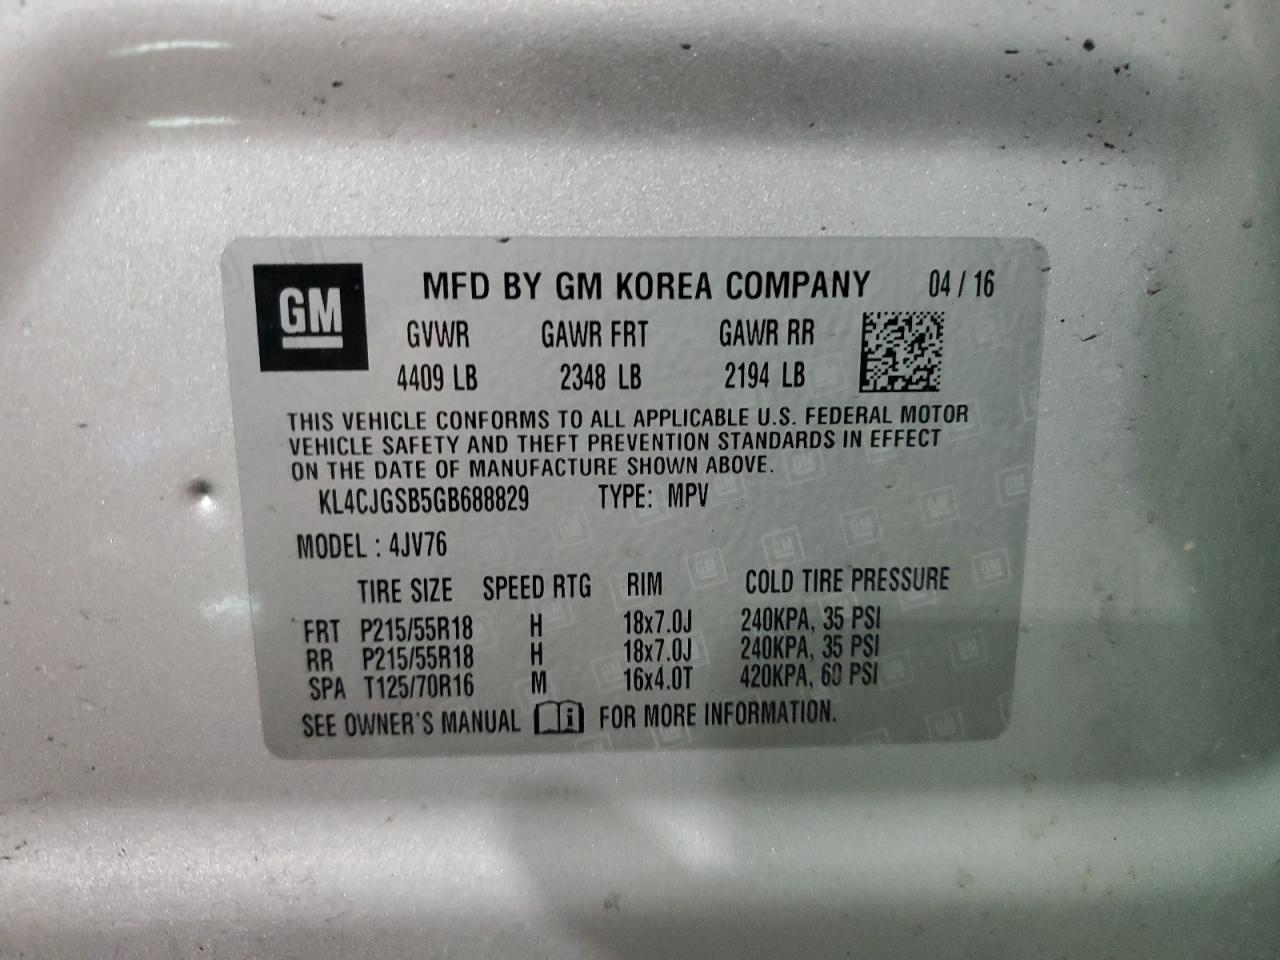 GM
MFD BY GM KOREA COMPANY 04 / 16
GVWR GAWR FRT GAWR RR
4409 LB 2348 LB 2194 LB
THIS VEHICLE CONFORMS TO ALL APPLICABLE U.S. FEDERAL MOTOR
VEHICLE SAFETY AND THEFT PREVENTION STANDARDS IN EFFECT
ON THE DATE OF MANUFACTURE SHOWN ABOVE.
KL4CJGSB5GB688829 TYPE: MPV
MODEL : 4JV76
TIRE SIZE SPEED RTG RIM COLD TIRE PRESSURE
FRT P215/55R18 H 18x7.0J 240KPA, 35 PSI
RR P215/55R18 H 18x7.0J 240KPA, 35 PSI
SPA T125/70R16 M 16x4.0T 420KPA, 60 PSI
SEE OWNER'S MANUAL FOR MORE INFORMATION.